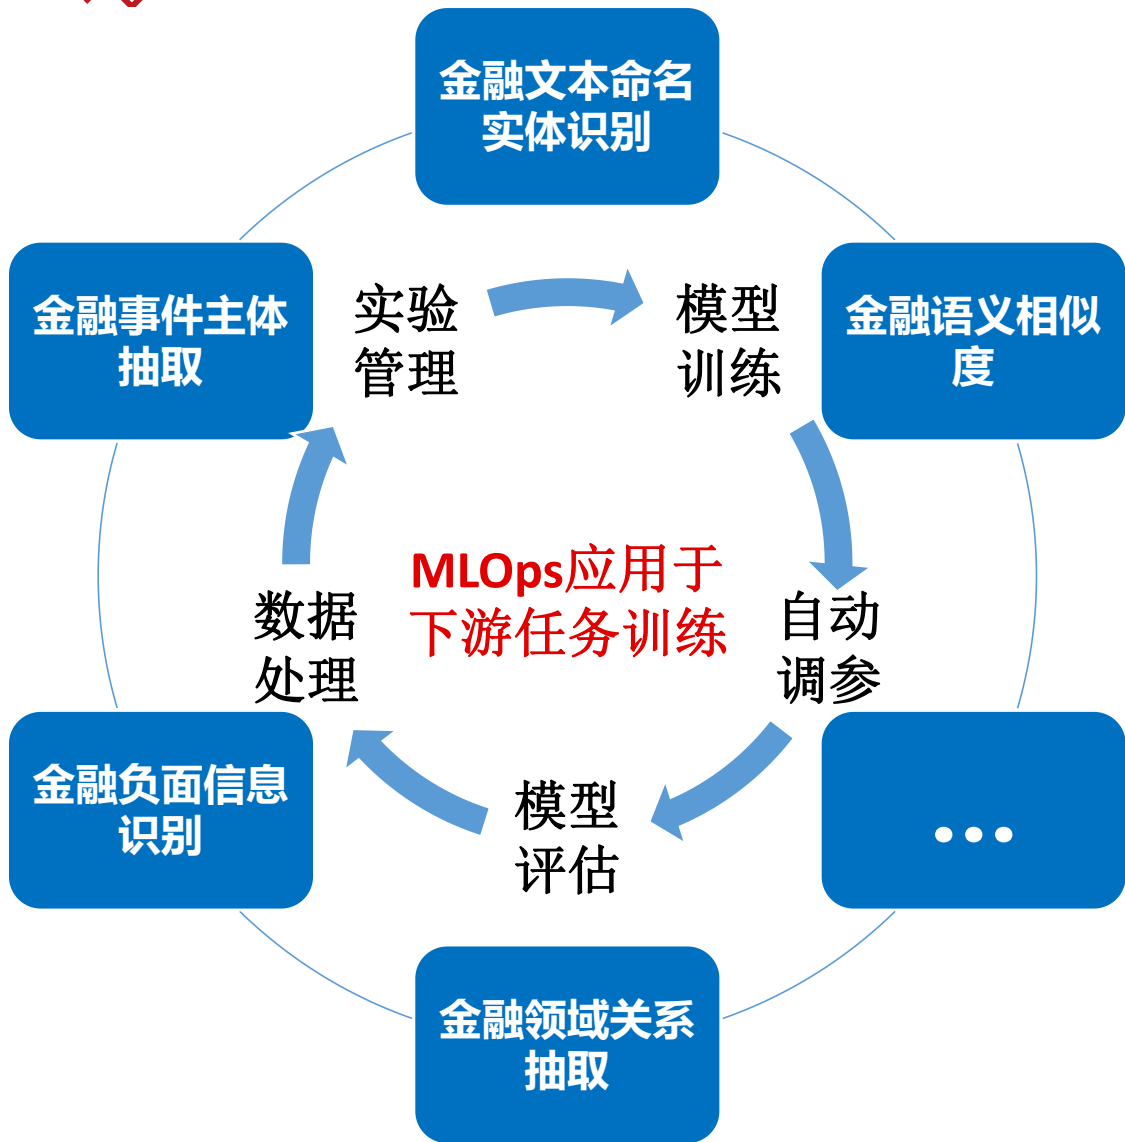 金融文本命名
实体识别
金融事件主体
抽取
实验
管理
模型
训练
金融语义相似
度
MLOps应用于
下游任务训练
数据
处理
自动
调参
金融负面信息
识别
模型
评估
...
金融领域关系
抽取